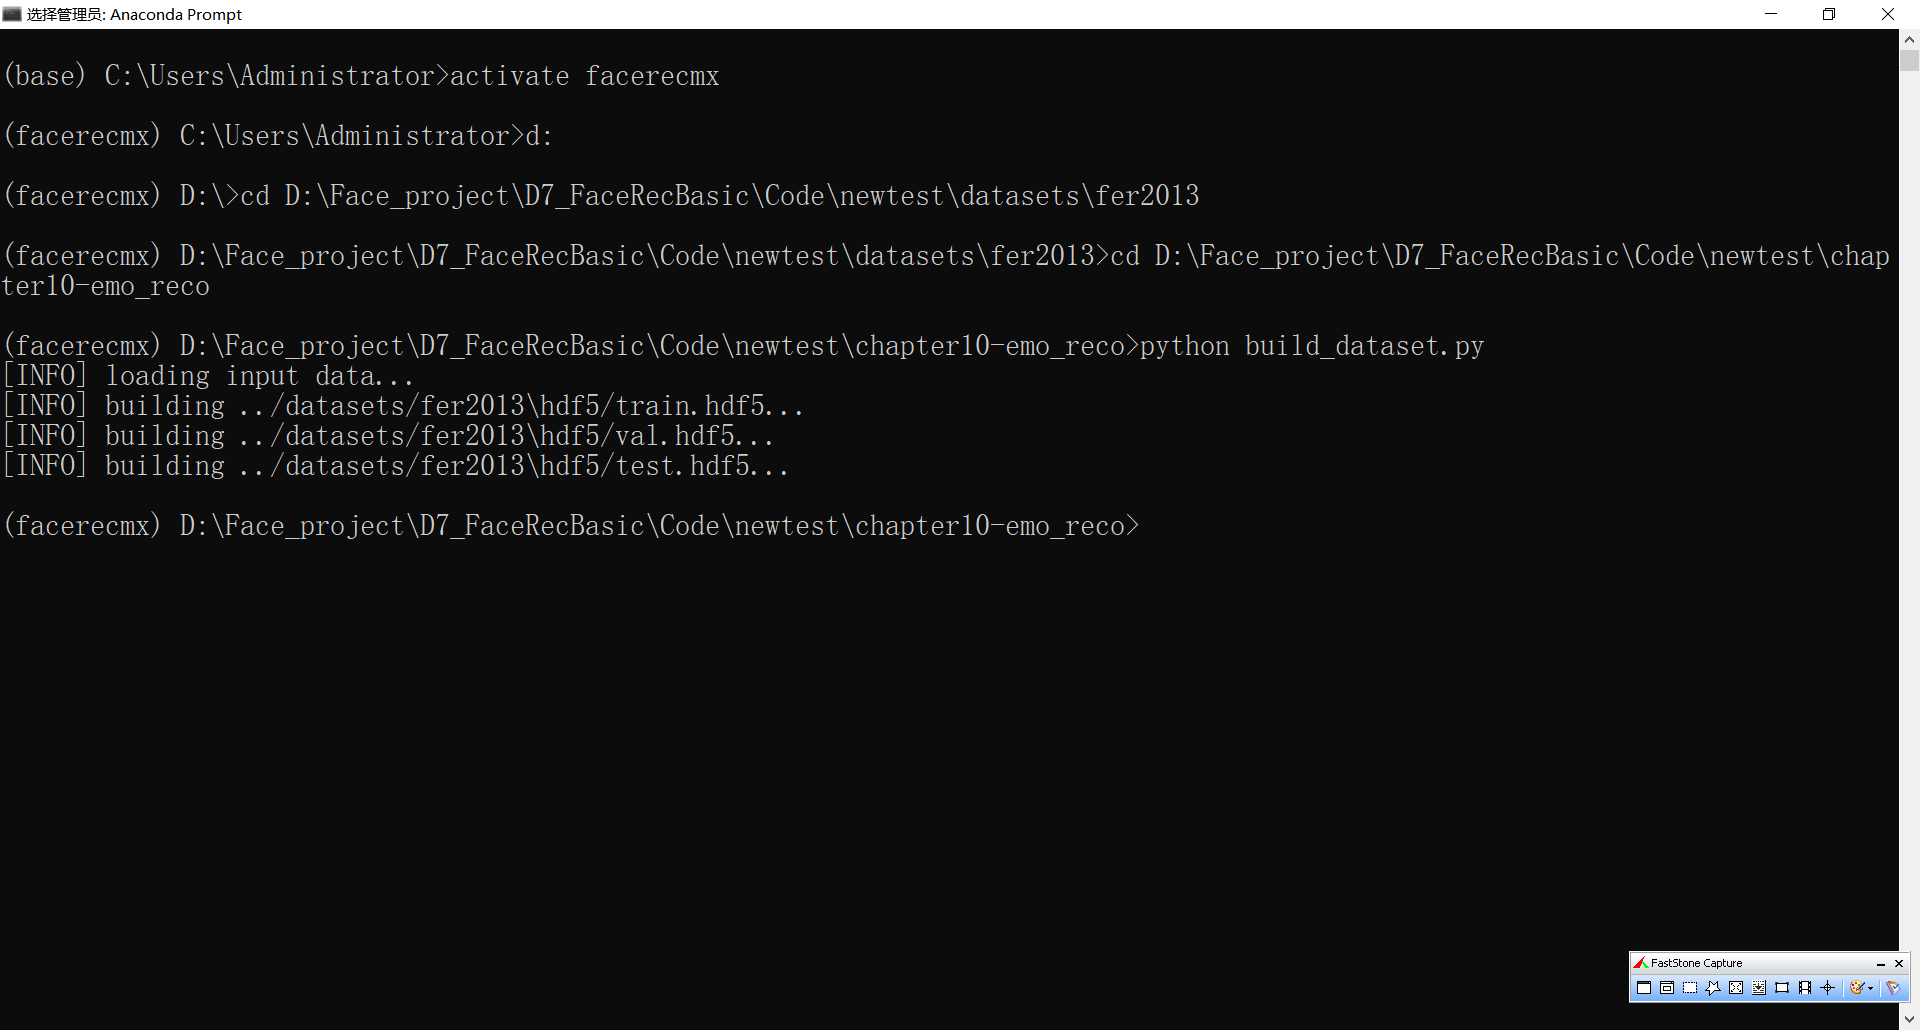 选择管理员: Anaconda Prompt
(base) C:\Users\Administrator>activate facerecmx
(facerecmx) C:\Users\Administrator>d:
(facerecmx) D:\>cd D:\Face_project\D7_FaceRecBasic\Code\newtest\datasets\fer2013
(facerecmx) D:\Face_project\D7_FaceRecBasic\Code\newtest\datasets\fer2013>cd D:\Face_project\D7_FaceRecBasic\Code\newtest\chap
ter10-emo_reco
(facerecmx) D:\Face_project\D7_FaceRecBasic\Code\newtest\chapter10-emo_reco>python build_dataset.py
[INFO] loading input data...
[INFO] building ../datasets/fer2013\hdf5/train.hdf5...
[INFO] building ../datasets/fer2013\hdf5/val.hdf5...
[INFO] building ../datasets/fer2013\hdf5/test.hdf5...
(facerecmx) D:\Face_project\D7_FaceRecBasic\Code\newtest\chapter10-emo_reco>
FastStone Capture